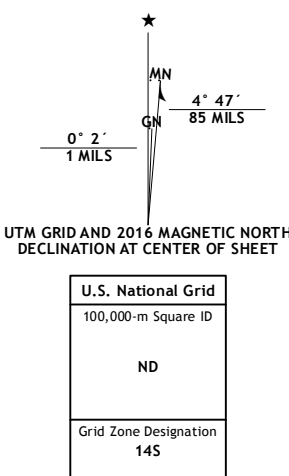 ★
MN
4° 47´
85 MILS
GN
0° 2´
1 MILS
UTM GRID AND 2016 MAGNETIC NORTH
DECLINATION AT CENTER OF SHEET
U.S. National Grid
100,000-m Square ID
ND
Grid Zone Designation
14S